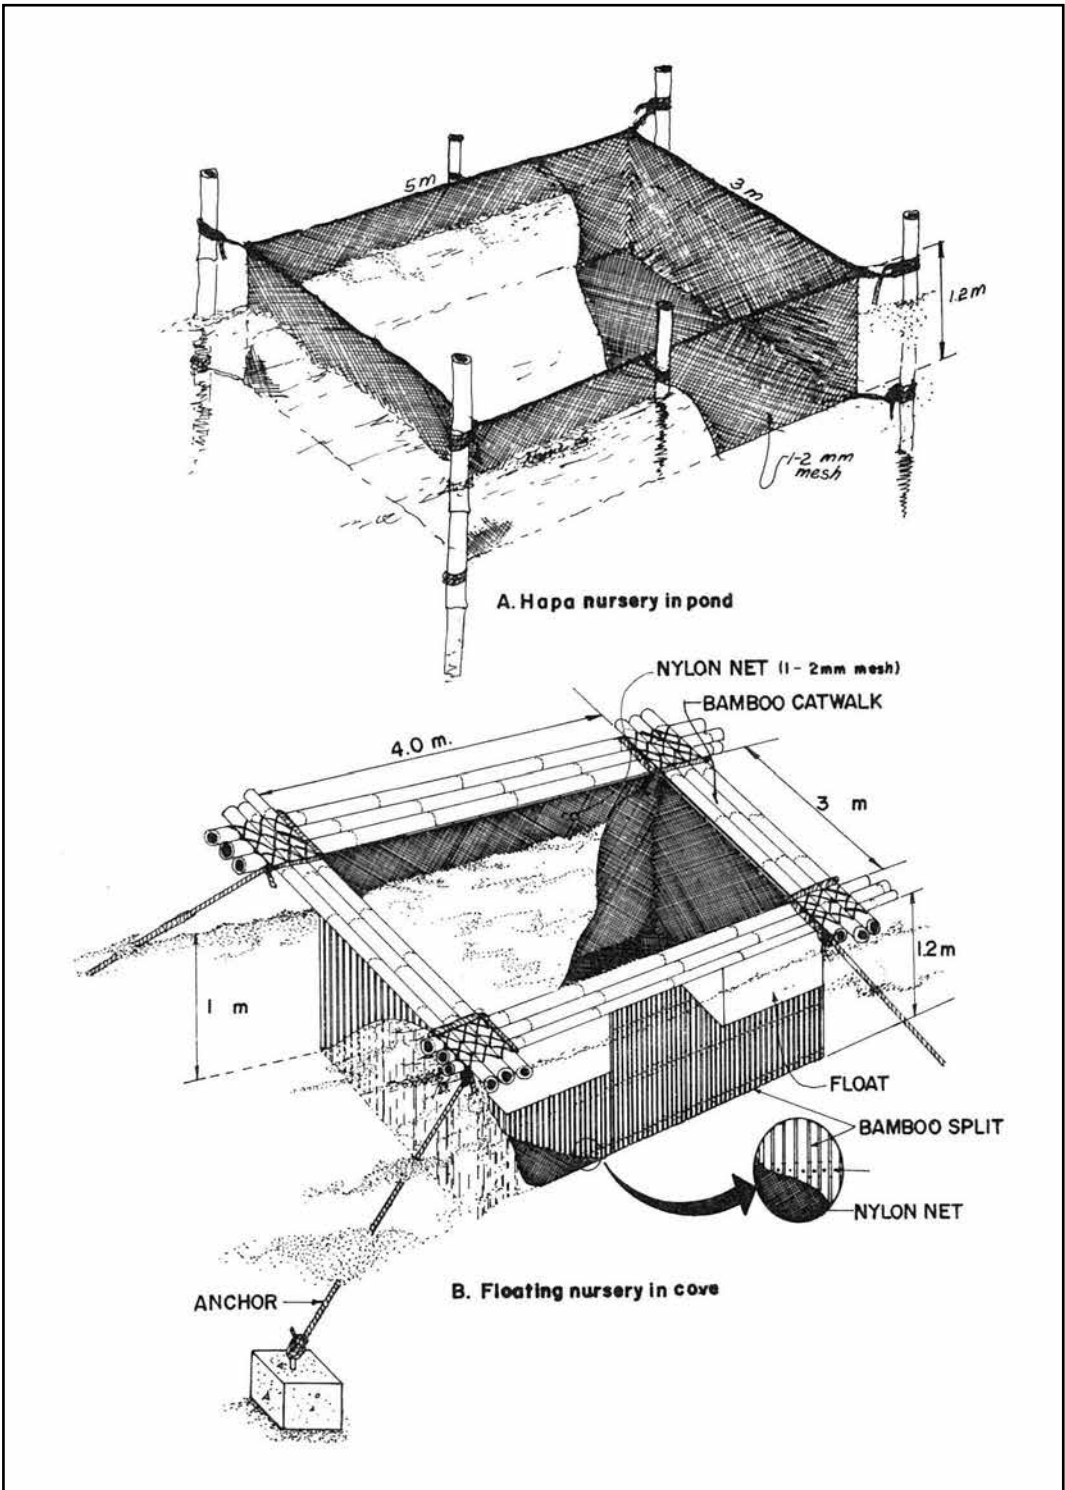 5m
3m
1.2m
1-2 mm
mesh
A. Hapa nursery in pond
NYLON NET (1- 2mm mesh)
BAMBOO CATWALK
4.0 m.
3 m
1.2m
1 m
FLOAT
BAMBOO SPLIT
NYLON NET
B. Floating nursery in cove
ANCHOR